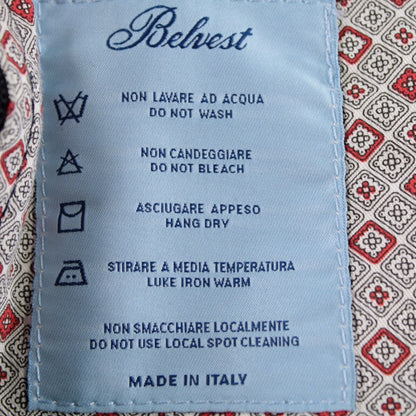 Belvest
NON LAVARE AD ACQUA
DO NOT WASH
NON CANDEGGIARE
DO NOT BLEACH
ASCIUGARE APPESO
HANG DRY
STIRARE A MEDIA TEMPERATURA
LUKE IRON WARM
NON SMACCHIARE LOCALMENTE
DO NOT USE LOCAL SPOT CLEANING
MADE IN ITALY